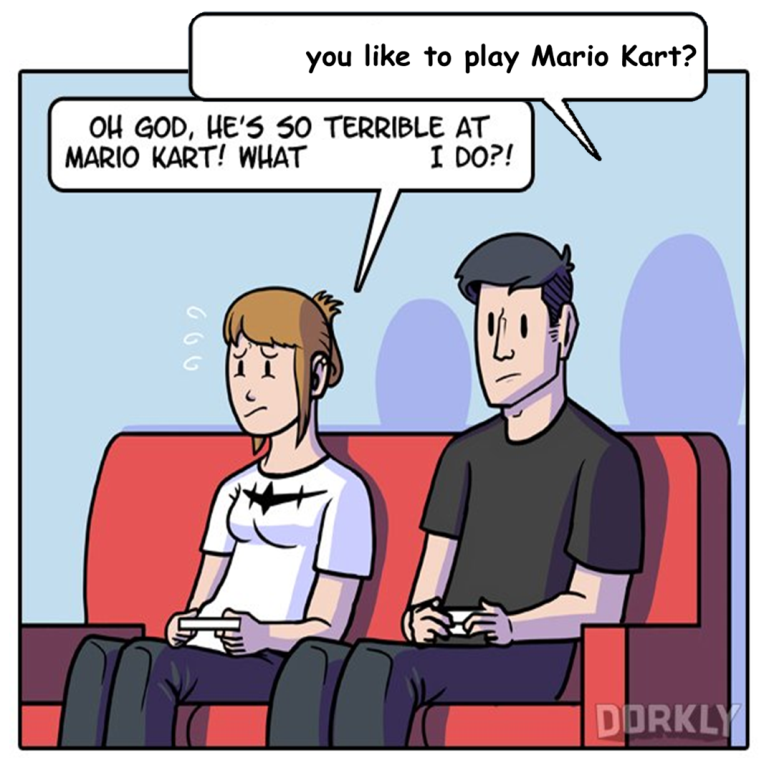 you like to play Mario Kart?
OH GOD, HE'S SO TERRIBLE AT
MARIO KART! WHAT I DO?!
DORKLY